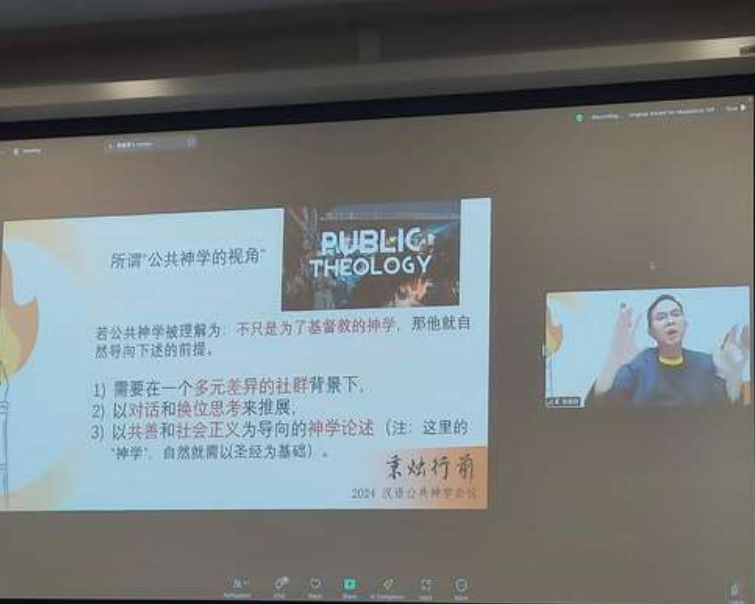 所谓“公共神学的视角”
PUBLIC
THEOLOGY
若公共神学被理解为：不只是为了基督教的神学，那他就自
然导向下述的前提。
1) 需要在一个多元差异的社群背景下，
2) 以对话和换位思考来推展，
3) 以共善和社会正义为导向的神学论述（注：这里的
“神学”，自然就需以圣经为基础）。
秉烛行前
2024 汉语公共神学会议